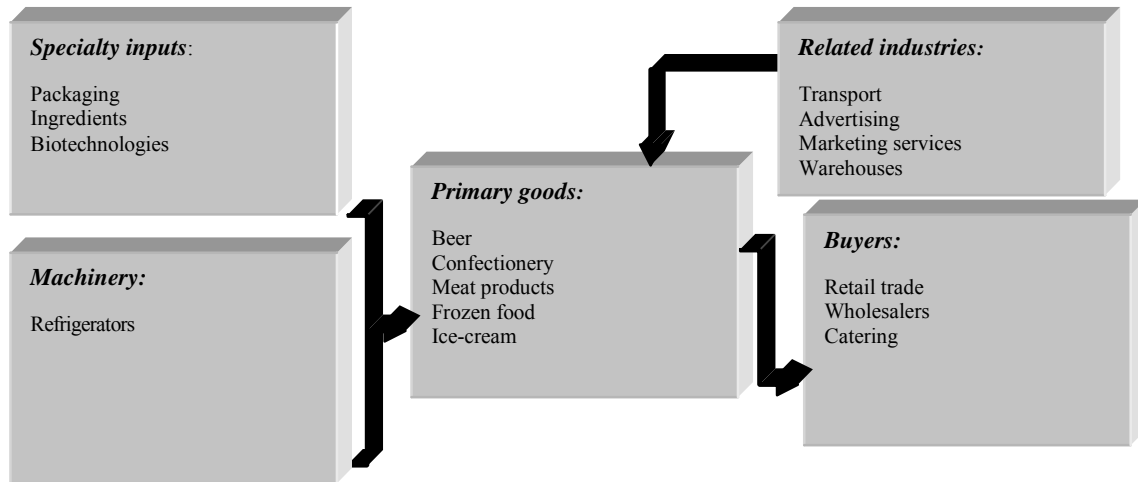 Specialty inputs:
Packaging
Ingredients
Biotechnologies
Machinery:
Refrigerators
Primary goods:
Beer
Confectionery
Meat products
Frozen food
Ice-cream
Related industries:
Transport
Advertising
Marketing services
Warehouses
Buyers:
Retail trade
Wholesalers
Catering